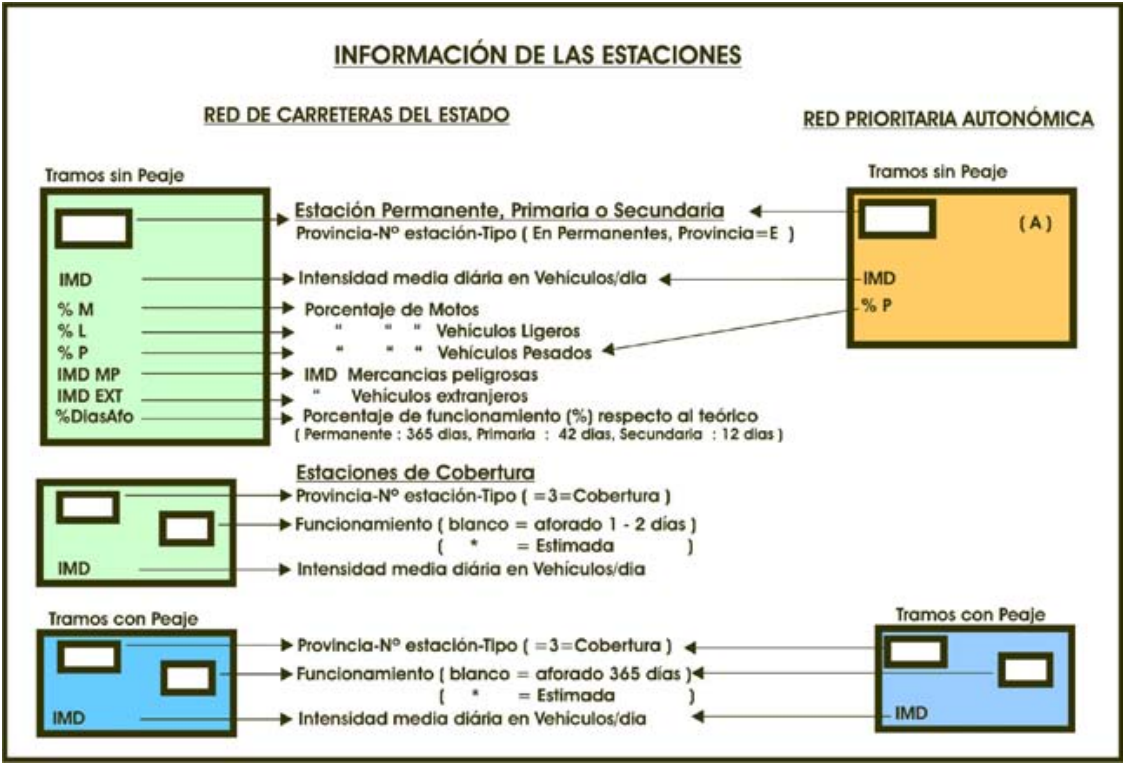 INFORMACIÓN DE LAS ESTACIONES
RED DE CARRETERAS DEL ESTADO
RED PRIORITARIA AUTONÓMICA
Tramos sin Peaje
Estación Permanente, Primaria o Secundaria
Provincia-Nº estación-Tipo ( En Permanentes, Provincia=E )
IMD
Intensidad media diária en Vehículos/dia
% M
Porcentaje de Motos
% L
" " " Vehículos Ligeros
% P
" " " Vehículos Pesados
IMD MP
IMD Mercancias peligrosas
IMD EXT
" Vehículos extranjeros
%DiasAfo
Porcentaje de funcionamiento (%) respecto al teórico
( Permanente : 365 dias, Primaria : 42 dias, Secundaria : 12 dias )
Tramos sin Peaje
( A )
IMD
% P
Estaciones de Cobertura
Provincia-Nº estación-Tipo ( =3=Cobertura )
Funcionamiento ( blanco = aforado 1 - 2 días )
( * = Estimada )
IMD
Intensidad media diária en Vehículos/dia
Tramos con Peaje
Provincia-Nº estación-Tipo ( =3=Cobertura )
Funcionamiento ( blanco = aforado 365 días )
( * = Estimada )
IMD
Intensidad media diária en Vehículos/dia
Tramos con Peaje
IMD